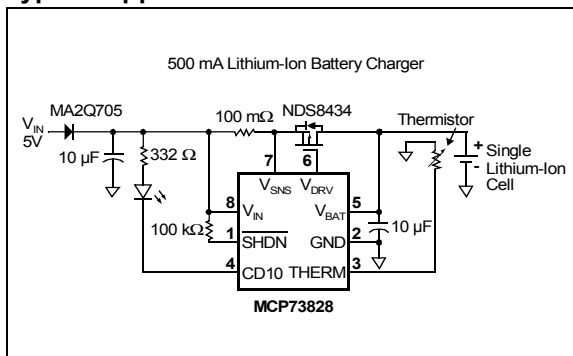 500 mA Lithium-Ion Battery Charger
MA2Q705
100 mΩ
NDS8434
Thermistor
VIN
5V
10 µF
332 Ω
7
6
+
-
Single
Lithium-Ion
Cell
VSNS
VDRV
8
VIN
VBAT
5
100 kΩ
1
SHDN
GND
2
10 µF
4
CD10
THERM
3
MCP73828